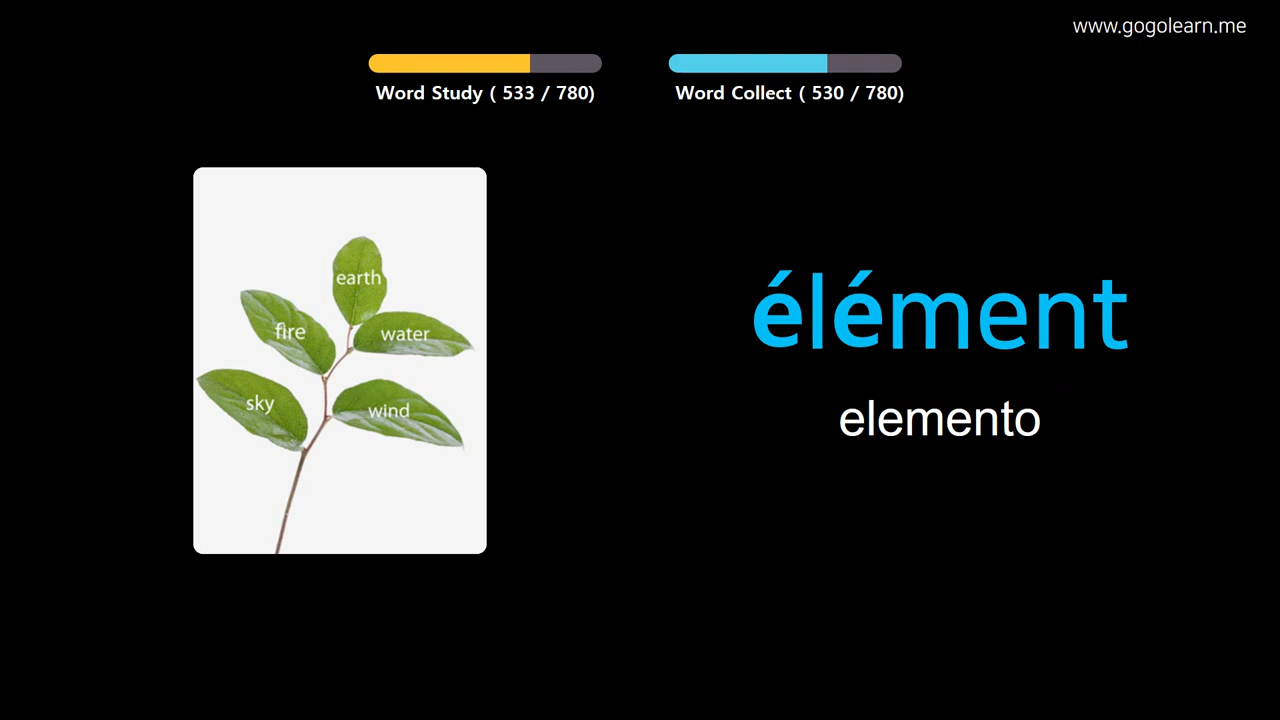 www.gogolearn.me
Word Study ( 533 / 780)
Word Collect ( 530 / 780)
earth
fire
water
sky
wind
élément
elemento